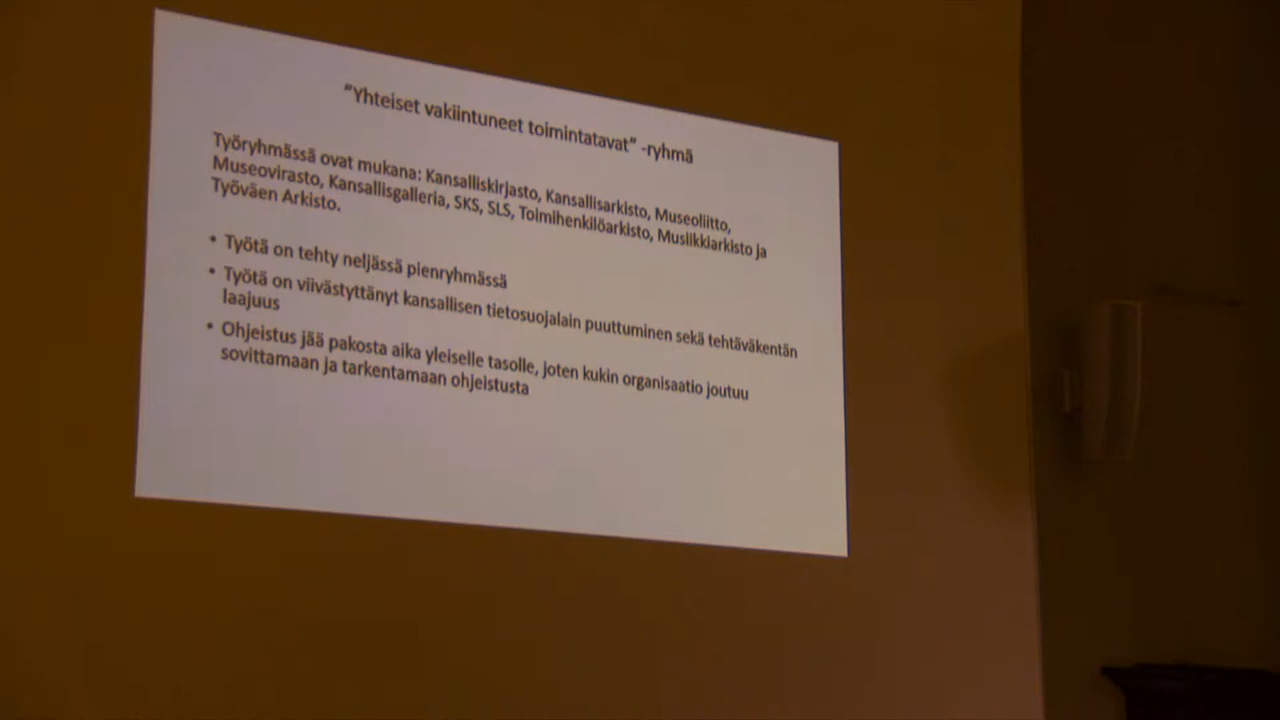 "Yhteiset vakiintuneet toimintatavat" -ryhmä
Työryhmässä ovat mukana: Kansalliskirjasto, Kansallisarkisto, Museoliitto,
Museovirasto, Kansallisgalleria, SKS, SLS, Toimihenkilöarkisto, Musiikkiarkisto ja
Työväen Arkisto.
• Työtä on tehty neljässä pienryhmässä
• Työtä on viivästyttänyt kansallisen tietosuojalain puuttuminen sekä tehtäväkentän
laajuus
• Ohjeistus jää pakosta aika yleiselle tasolle, joten kukin organisaatio joutuu
sovittamaan ja tarkentamaan ohjeistusta